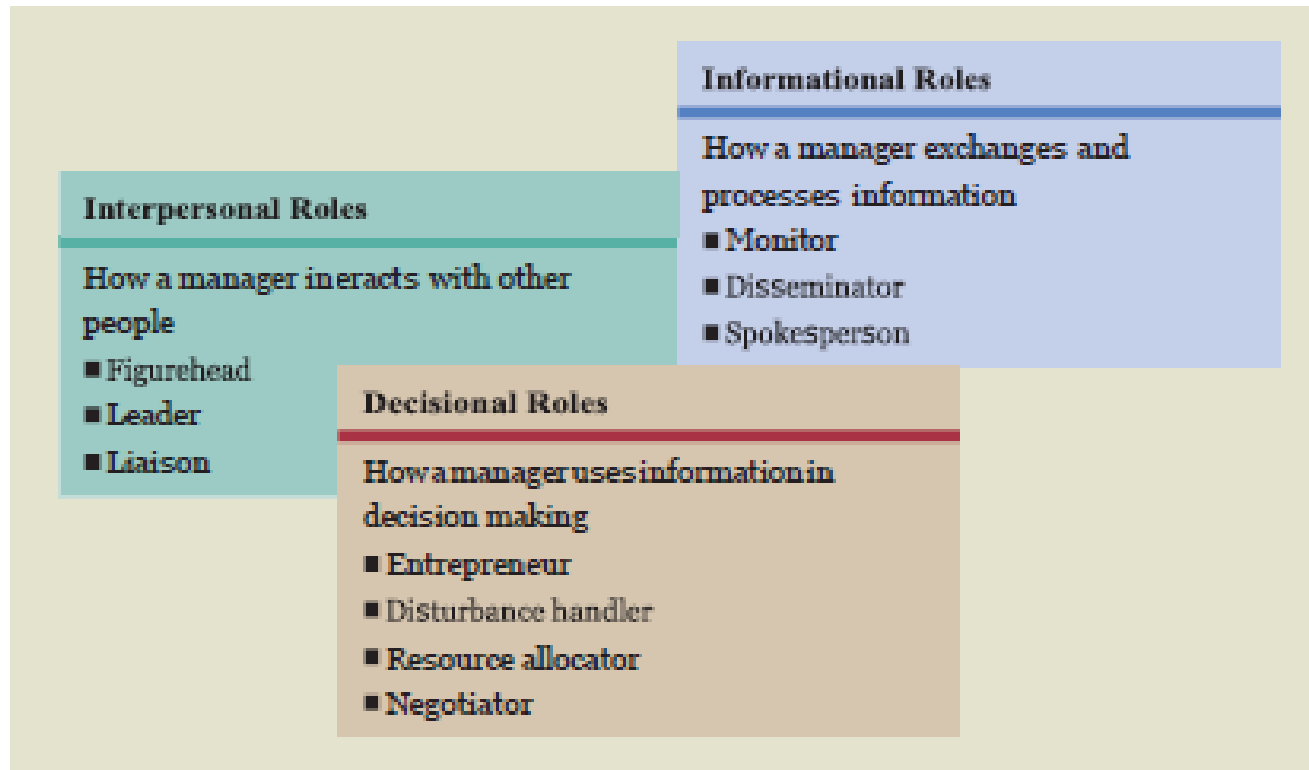 Interpersonal Roles
How a manager ineracts with other
people
■ Figurehead
■ Leader
■ Liaison
Informational Roles
How a manager exchanges and
processes information
■ Monitor
■ Disseminator
■ Spokesperson
Decisional Roles
How a manager uses information in
decision making
■ Entrepreneur
■ Disturbance handler
■ Resource allocator
■ Negotiator